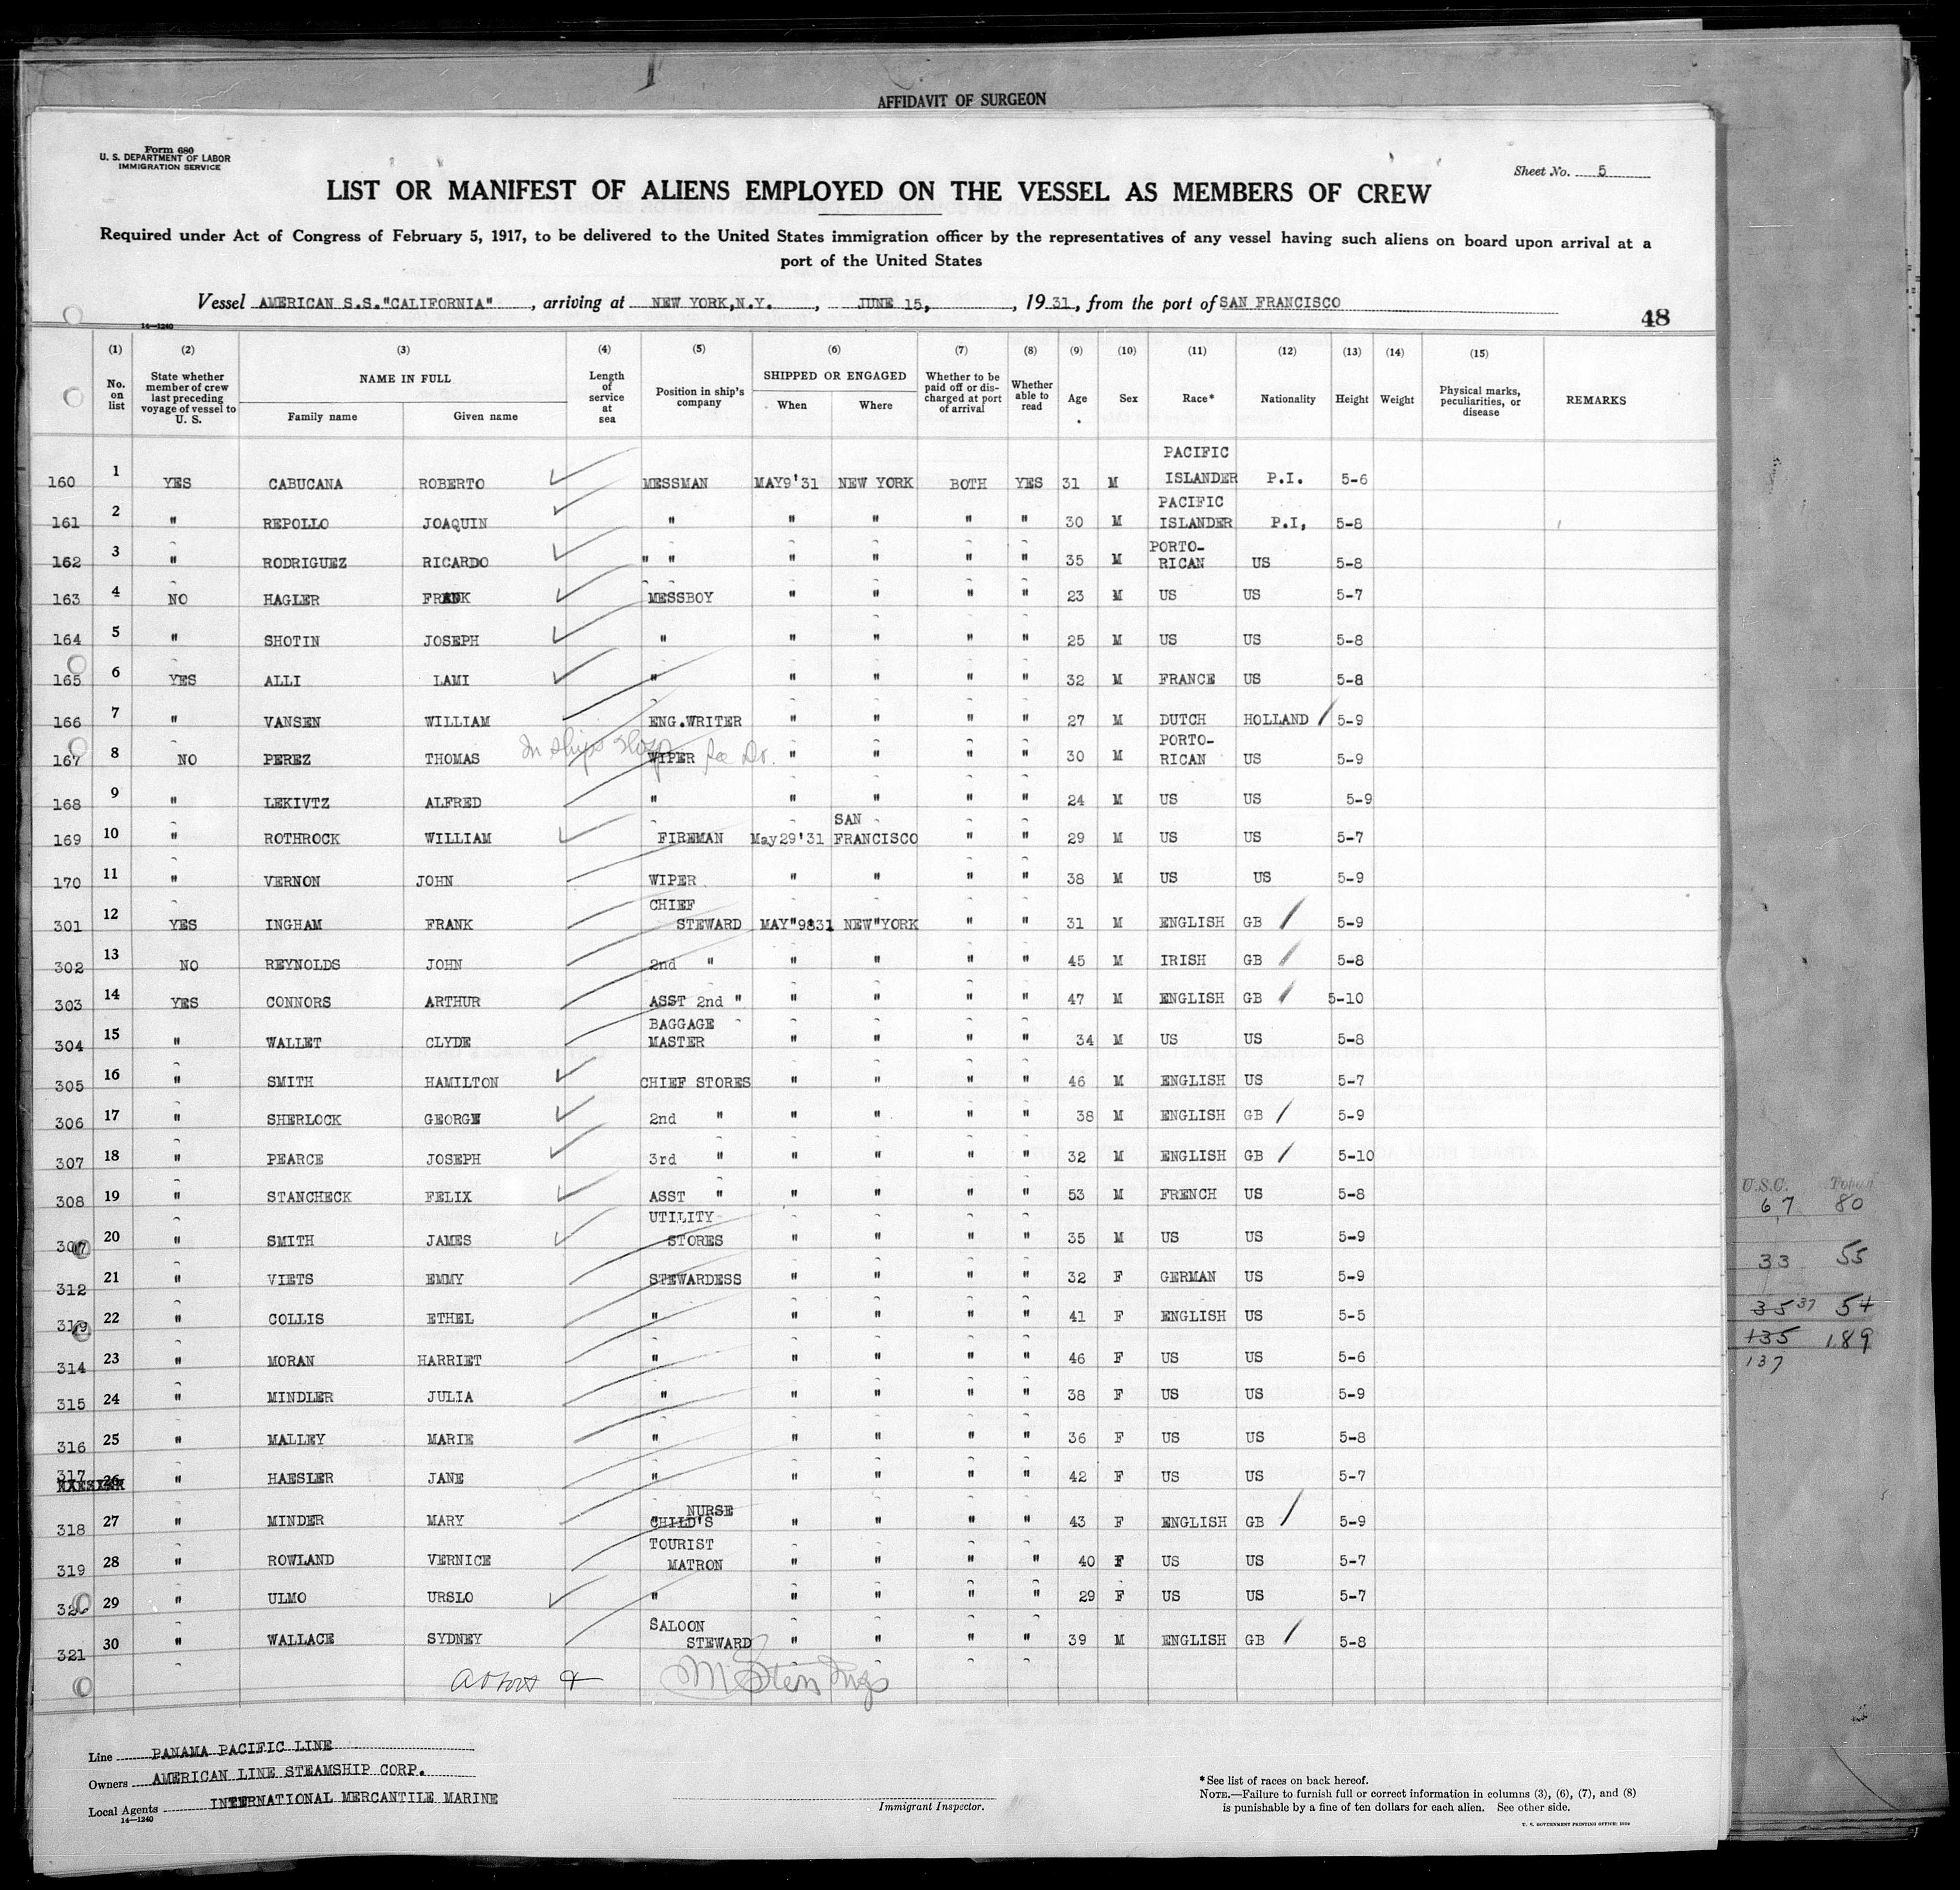 AFFIDAVIT OF SURGEON
Form 680
U. S. DEPARTMENT OF LABOR
IMMIGRATION SERVICE
Sheet No. 5
LIST OR MANIFEST OF ALIENS EMPLOYED ON THE VESSEL AS MEMBERS OF CREW
Required under Act of Congress of February 5, 1917, to be delivered to the United States immigration officer by the representatives of any vessel having such aliens on board upon arrival at a
port of the United States
Vessel AMERICAN S.S."CALIFORNIA", arriving at NEW YORK,N.Y., JUNE 15, 1931, from the port of SAN FRANCISCO
48
14—1240
(1) (2) (3) (4) (5) (6) (7) (8) (9) (10) (11) (12) (13) (14) (15)
No. on list State whether member of crew last preceding voyage of vessel to U. S. NAME IN FULL Family name Given name Length of service at sea Position in ship's company SHIPPED OR ENGAGED When Where Whether to be paid off or discharged at port of arrival Whether able to read Age Sex Race* Nationality Height Weight Physical marks, peculiarities, or disease REMARKS
160 1 YES CABUCANA ROBERTO MESSMAN MAY9'31 NEW YORK BOTH YES 31 M PACIFIC ISLANDER P.I. 5-6
161 2 " REPOLLO JOAQUIN " " " " " 30 M PACIFIC ISLANDER P.I, 5-8
162 3 " RODRIGUEZ RICARDO " " " " " " 35 M PORTO-RICAN US 5-8
163 4 NO HAGLER FRANK MESSBOY " " " " 23 M US US 5-7
164 5 " SHOTIN JOSEPH " " " " " 25 M US US 5-8
165 6 YES ALLI LAMI " " " " " 32 M FRANCE US 5-8
166 7 " VANSEN WILLIAM ENG.WRITER " " " " 27 M DUTCH HOLLAND 5-9
In ships Hosp
167 8 NO PEREZ THOMAS WIPER " " " " 30 M PORTO-RICAN US 5-9
168 9 " LEKIVTZ ALFRED " " " " " 24 M US US 5-9
169 10 " ROTHROCK WILLIAM FIREMAN May29'31 SAN FRANCISCO " " 29 M US US 5-7
170 11 " VERNON JOHN WIPER " " " " 38 M US US 5-9
301 12 YES INGHAM FRANK CHIEF STEWARD MAY"9831 NEW"YORK " " 31 M ENGLISH GB 5-9
302 13 NO REYNOLDS JOHN 2nd " " " " " 45 M IRISH GB 5-8
303 14 YES CONNORS ARTHUR ASST 2nd " " " " " 47 M ENGLISH GB 5-10
304 15 " WALLET CLYDE BAGGAGE MASTER " " " " 34 M US US 5-8
305 16 " SMITH HAMILTON CHIEF STORES " " " " 46 M ENGLISH US 5-7
306 17 " SHERLOCK GEORGE 2nd " " " " " 38 M ENGLISH GB 5-9
307 18 " PEARCE JOSEPH 3rd " " " " " 32 M ENGLISH GB 5-10
308 19 " STANCHECK FELIX ASST " " " " " 53 M FRENCH US 5-8
20 " SMITH JAMES UTILITY STORES " " " " 35 M US US 5-9
312 21 " VIETS EMMY STEWARDESS " " " " 32 F GERMAN US 5-9
22 " COLLIS ETHEL " " " " " 41 F ENGLISH US 5-5
314 23 " MORAN HARRIET " " " " " 46 F US US 5-6
315 24 " MINDLER JULIA " " " " " 38 F US US 5-9
316 25 " MALLEY MARIE " " " " " 36 F US US 5-8
317 26 " HAESLER JANE " " " " " 42 F US US 5-7
318 27 " MINDER MARY CHILD'S NURSE " " " " 43 F ENGLISH GB 5-9
319 28 " ROWLAND VERNICE TOURIST MATRON " " " " 40 F US US 5-7
29 " ULMO URSLO " " " " " 29 F US US 5-7
321 30 " WALLACE SYDNEY SALOON STEWARD " " " " 39 M ENGLISH GB 5-8
U.S.C.
67 80
33 55
35 37 54
135 189
137
Line PANAMA PACIFIC LINE
Owners AMERICAN LINE STEAMSHIP CORP.
Local Agents INTERNATIONAL MERCANTILE MARINE
14—1240
Immigrant Inspector.
*See list of races on back hereof.
NOTE.—Failure to furnish full or correct information in columns (3), (6), (7), and (8)
is punishable by a fine of ten dollars for each alien. See other side.
U. S. GOVERNMENT PRINTING OFFICE: 1929